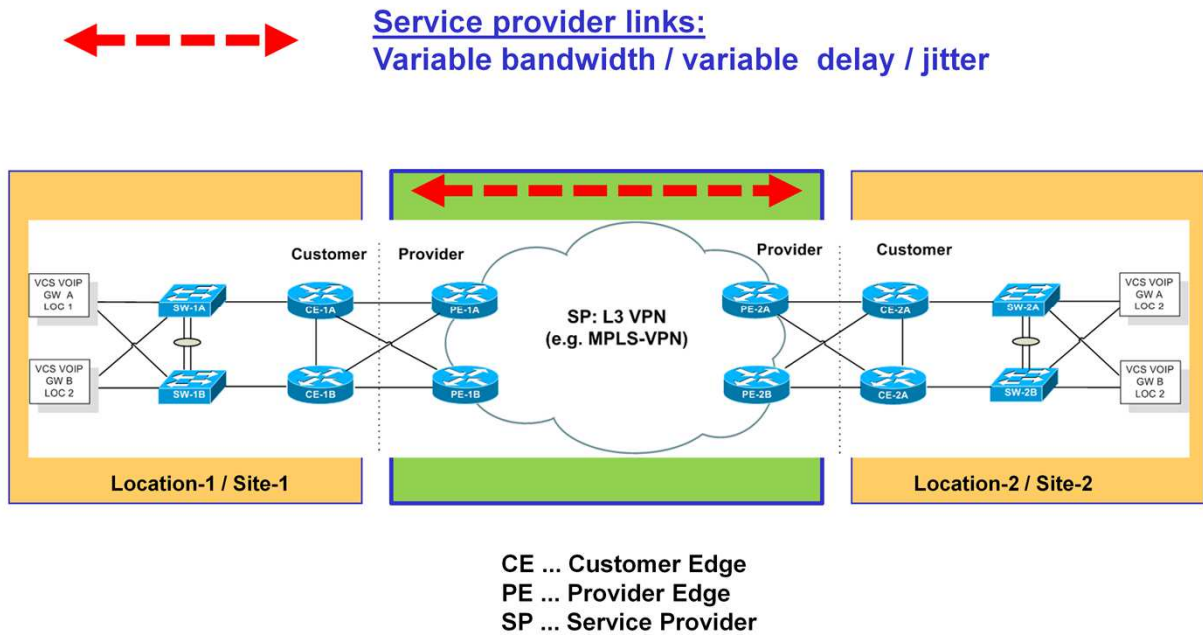 Service provider links:
Variable bandwidth / variable delay / jitter
Customer
Provider
Provider
Customer
VCS VOIP
GW A
LOC 1
SW-1A
CE-1A
PE-1A
SP: L3 VPN
(e.g. MPLS-VPN)
PE-2A
CE-2A
SW-2A
VCS VOIP
GW A
LOC 2
VCS VOIP
GW B
LOC 2
SW-1B
CE-1B
PE-1B
PE-2B
CE-2A
SW-2B
VCS VOIP
GW B
LOC 2
Location-1 / Site-1
Location-2 / Site-2
CE ... Customer Edge
PE ... Provider Edge
SP ... Service Provider